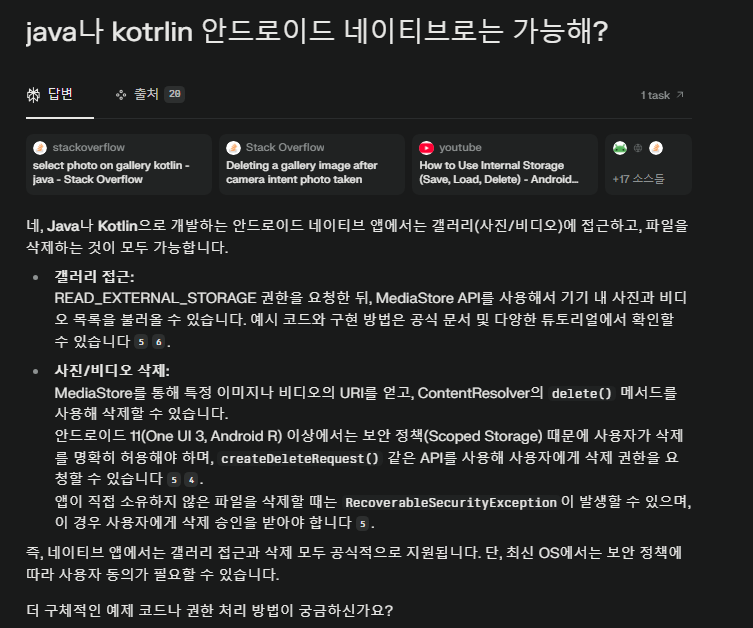 java나 kotrlin 안드로이드 네이티브로는 가능해?
답변
출처 20
1 task
stackoverflow
select photo on gallery kotlin -
java - Stack Overflow
Stack Overflow
Deleting a gallery image after
camera intent photo taken
youtube
How to Use Internal Storage
(Save, Load, Delete) - Android...
+17 소스들
네, Java나 Kotlin으로 개발하는 안드로이드 네이티브 앱에서는 갤러리(사진/비디오)에 접근하고, 파일을
삭제하는 것이 모두 가능합니다.
• 갤러리 접근:
READ_EXTERNAL_STORAGE 권한을 요청한 뒤, MediaStore API를 사용해서 기기 내 사진과 비디
오 목록을 불러올 수 있습니다. 예시 코드와 구현 방법은 공식 문서 및 다양한 튜토리얼에서 확인할
수 있습니다 5 6 .
• 사진/비디오 삭제:
MediaStore를 통해 특정 이미지나 비디오의 URI를 얻고, ContentResolver의 delete() 메서드를
사용해 삭제할 수 있습니다.
안드로이드 11(One UI 3, Android R) 이상에서는 보안 정책(Scoped Storage) 때문에 사용자가 삭제
를 명확히 허용해야 하며, createDeleteRequest() 같은 API를 사용해 사용자에게 삭제 권한을 요
청할 수 있습니다 5 4 .
앱이 직접 소유하지 않은 파일을 삭제할 때는 RecoverableSecurityException 이 발생할 수 있으며,
이 경우 사용자에게 삭제 승인을 받아야 합니다 5 .
즉, 네이티브 앱에서는 갤러리 접근과 삭제 모두 공식적으로 지원됩니다. 단, 최신 OS에서는 보안 정책에
따라 사용자 동의가 필요할 수 있습니다.
더 구체적인 예제 코드나 권한 처리 방법이 궁금하신가요?